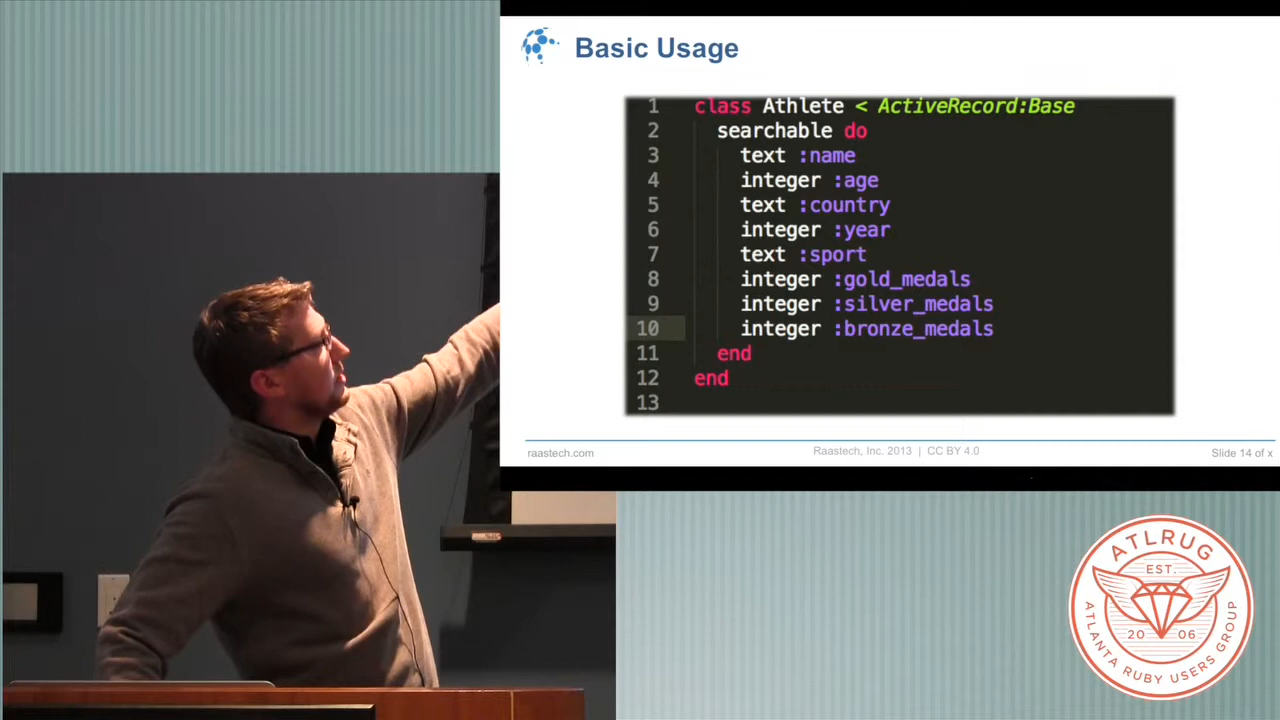 Basic Usage
1 class Athlete < ActiveRecord:Base
2 searchable do
3 text :name
4 integer :age
5 text :country
6 integer :year
7 text :sport
8 integer :gold_medals
9 integer :silver_medals
10 integer :bronze_medals
11 end
12 end
13
raastech.com
Raastech, Inc. 2013 | CC BY 4.0
Slide 14 of x
ATLRUG
EST.
20 06
ATLANTA RUBY USERS GROUP